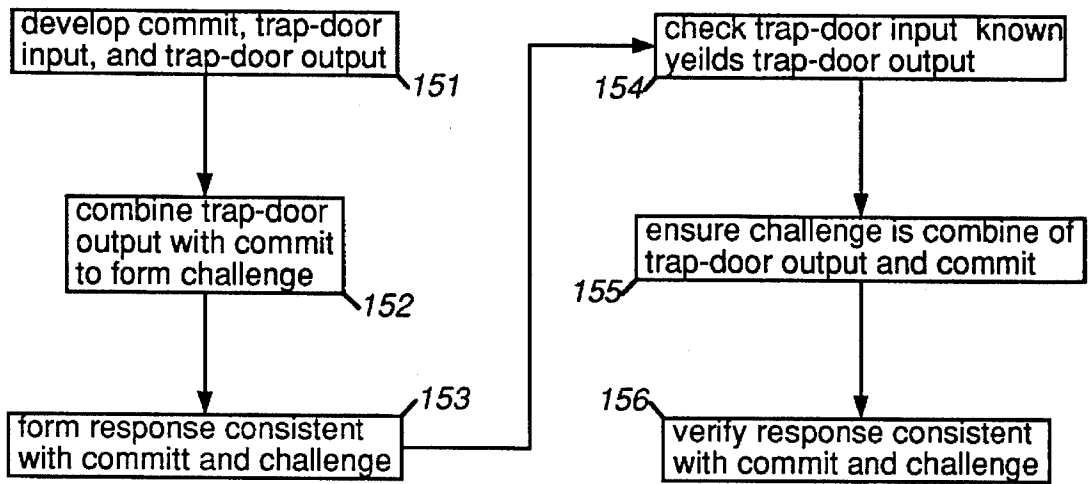 develop commit, trap-door
input, and trap-door output
151
combine trap-door
output with commit
to form challenge
152
153
form response consistent
with committ and challenge
check trap-door input known
yeilds trap-door output
154
ensure challenge is combine of
trap-door output and commit
155
156
verify response consistent
with commit and challenge